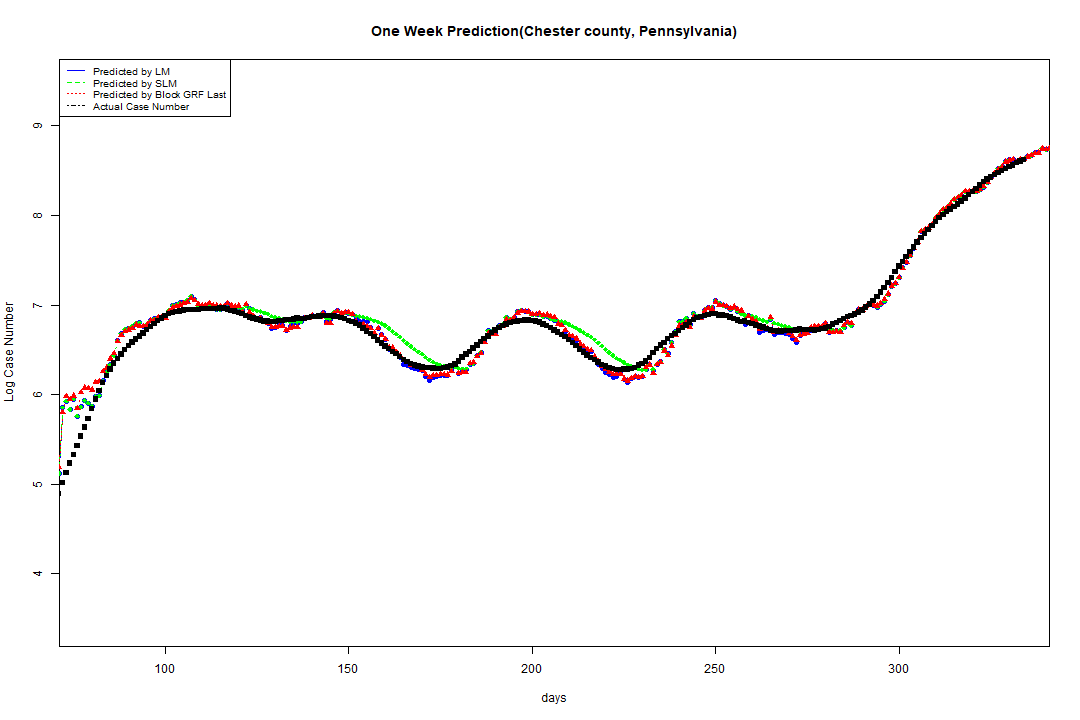 One Week Prediction(Chester county, Pennsylvania)
Predicted by LM
Predicted by SLM
Predicted by Block GRF Last
Actual Case Number
9
8
7
6
5
4
Log Case Number
100 150 200 250 300
days